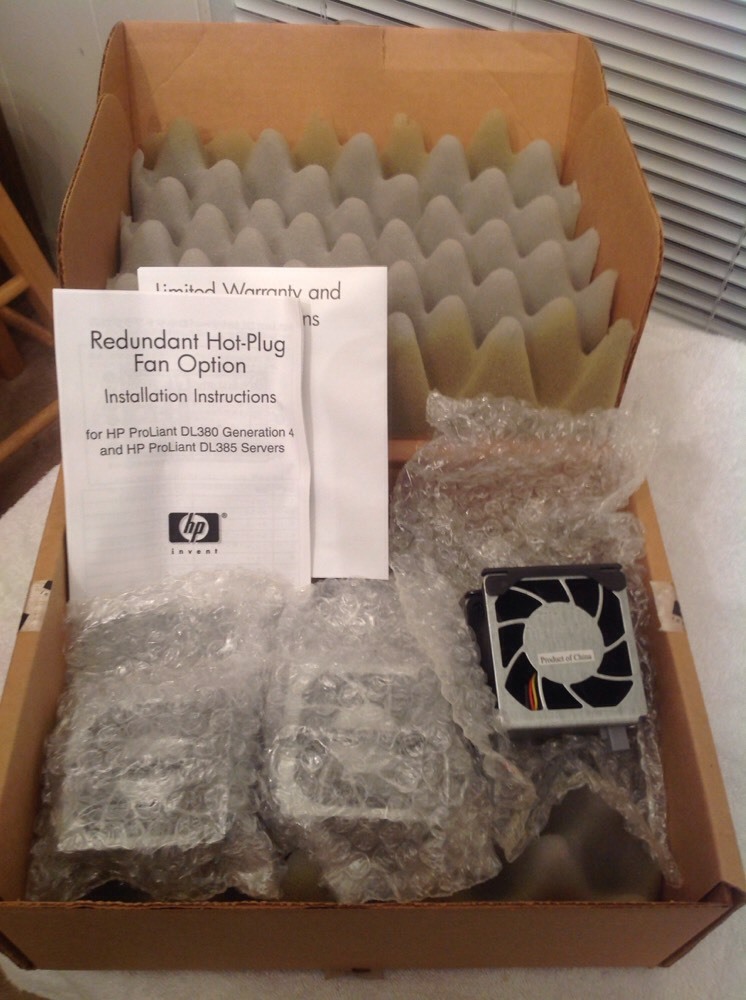 Limited Warranty and
ns
Redundant Hot-Plug
Fan Option
Installation Instructions
for HP ProLiant DL380 Generation 4
and HP ProLiant DL385 Servers
hp
®
invent
Product of China